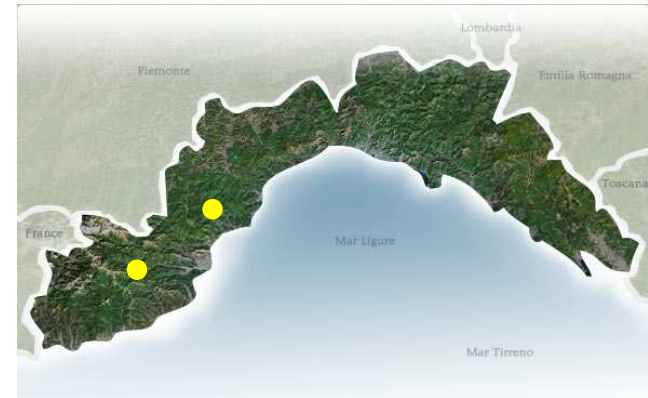 Lombardia
Piemonte
Emilia Romagna
Toscana
France
Mar Ligure
Mar Tirreno